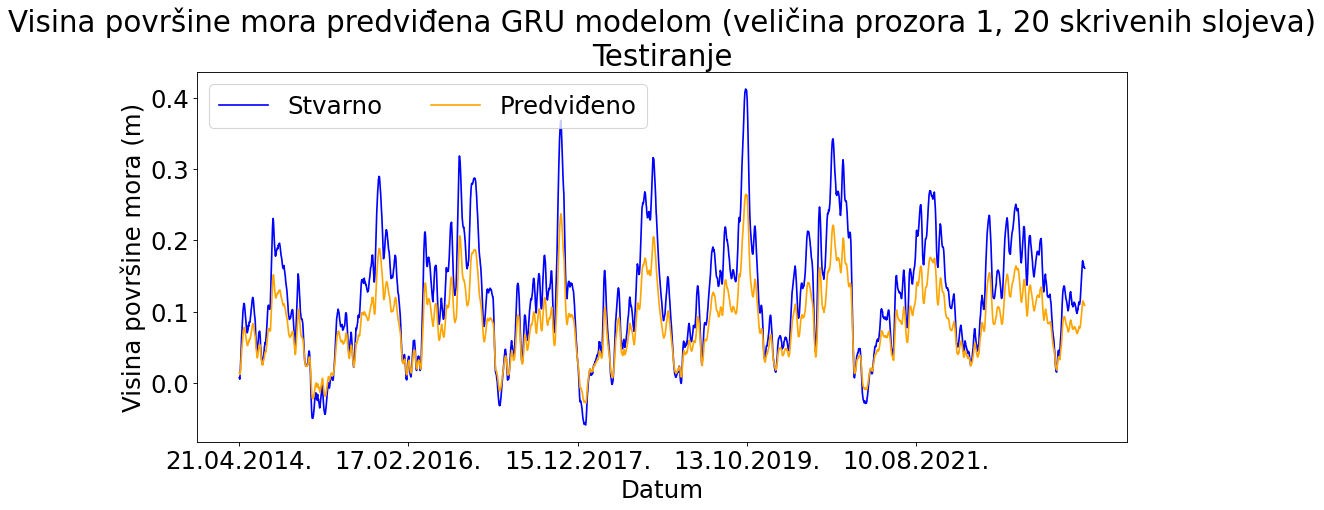 Visina površine mora predviđena GRU modelom (veličina prozora 1, 20 skrivenih slojeva)
Testiranje
Stvarno
Predviđeno
Visina površine mora (m)
0.4
0.3
0.2
0.1
0.0
21.04.2014.
17.02.2016.
15.12.2017.
13.10.2019.
10.08.2021.
Datum